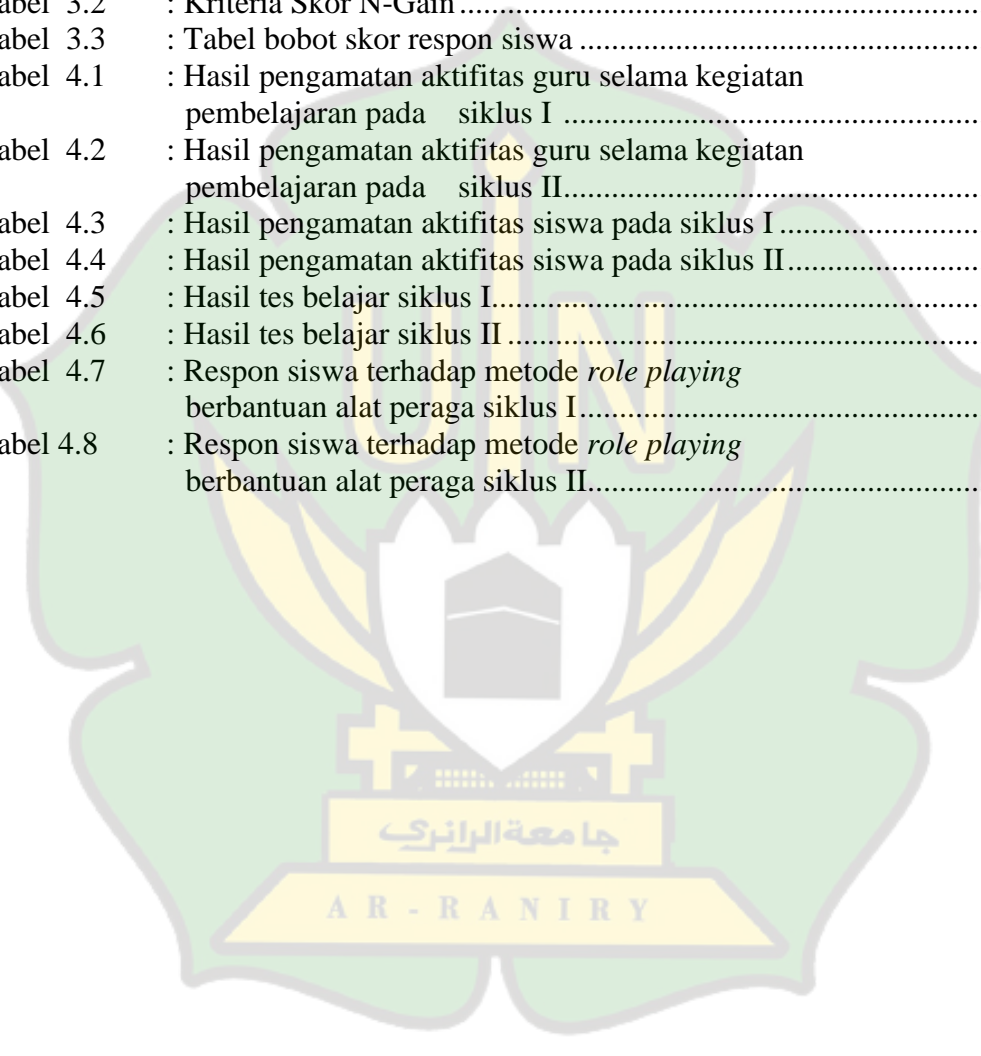 abel 3.2 : Kriteria Skor N-Gain ................................................................
abel 3.3 : Tabel bobot skor respon siswa ................................................
abel 4.1 : Hasil pengamatan aktifitas guru selama kegiatan
pembelajaran pada siklus I ..................................................
abel 4.2 : Hasil pengamatan aktifitas guru selama kegiatan
pembelajaran pada siklus II..................................................
abel 4.3 : Hasil pengamatan aktifitas siswa pada siklus I ........................
abel 4.4 : Hasil pengamatan aktifitas siswa pada siklus II.......................
abel 4.5 : Hasil tes belajar siklus I.............................................................
abel 4.6 : Hasil tes belajar siklus II ...........................................................
abel 4.7 : Respon siswa terhadap metode role playing
berbantuan alat peraga siklus I................................................
abel 4.8 : Respon siswa terhadap metode role playing
berbantuan alat peraga siklus II..............................................
UIN
جامعةالرانري
AR-RANIRY